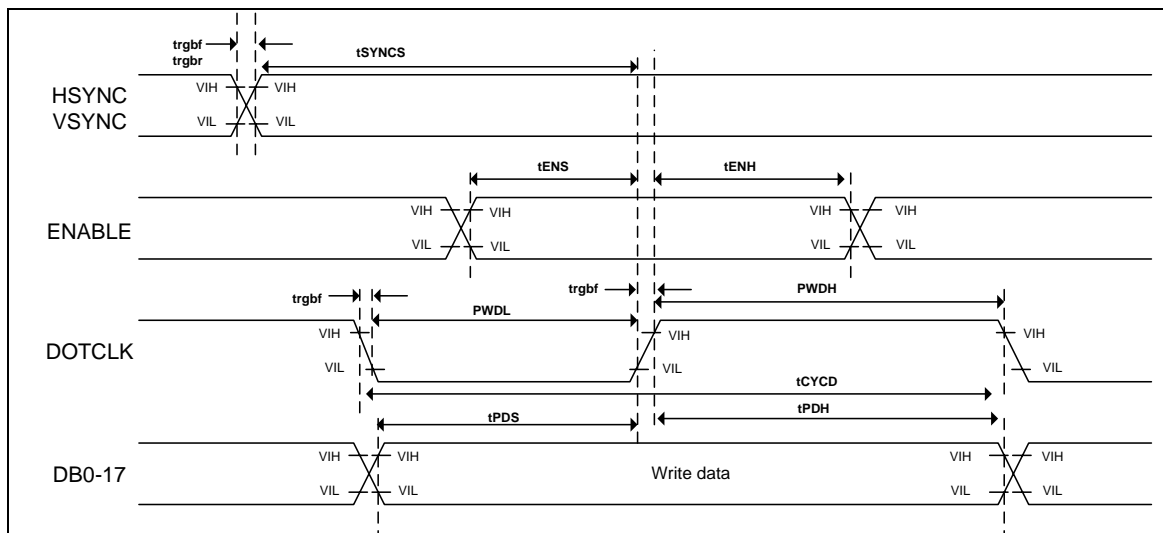 trgbf
trgbr
tSYNCS
HSYNC
VSYNC
VIH VIH
VIL VIL
tENS tENH
ENABLE
VIH VIH VIH VIH
VIL VIL VIL VIL
trgbf trgbf PWDH
PWDL
DOTCLK
VIH VIH VIH
VIL VIL VIL
tCYCD
tPDS tPDH
DB0-17
VIH VIH VIH VIH
Write data
VIL VIL VIL VIL